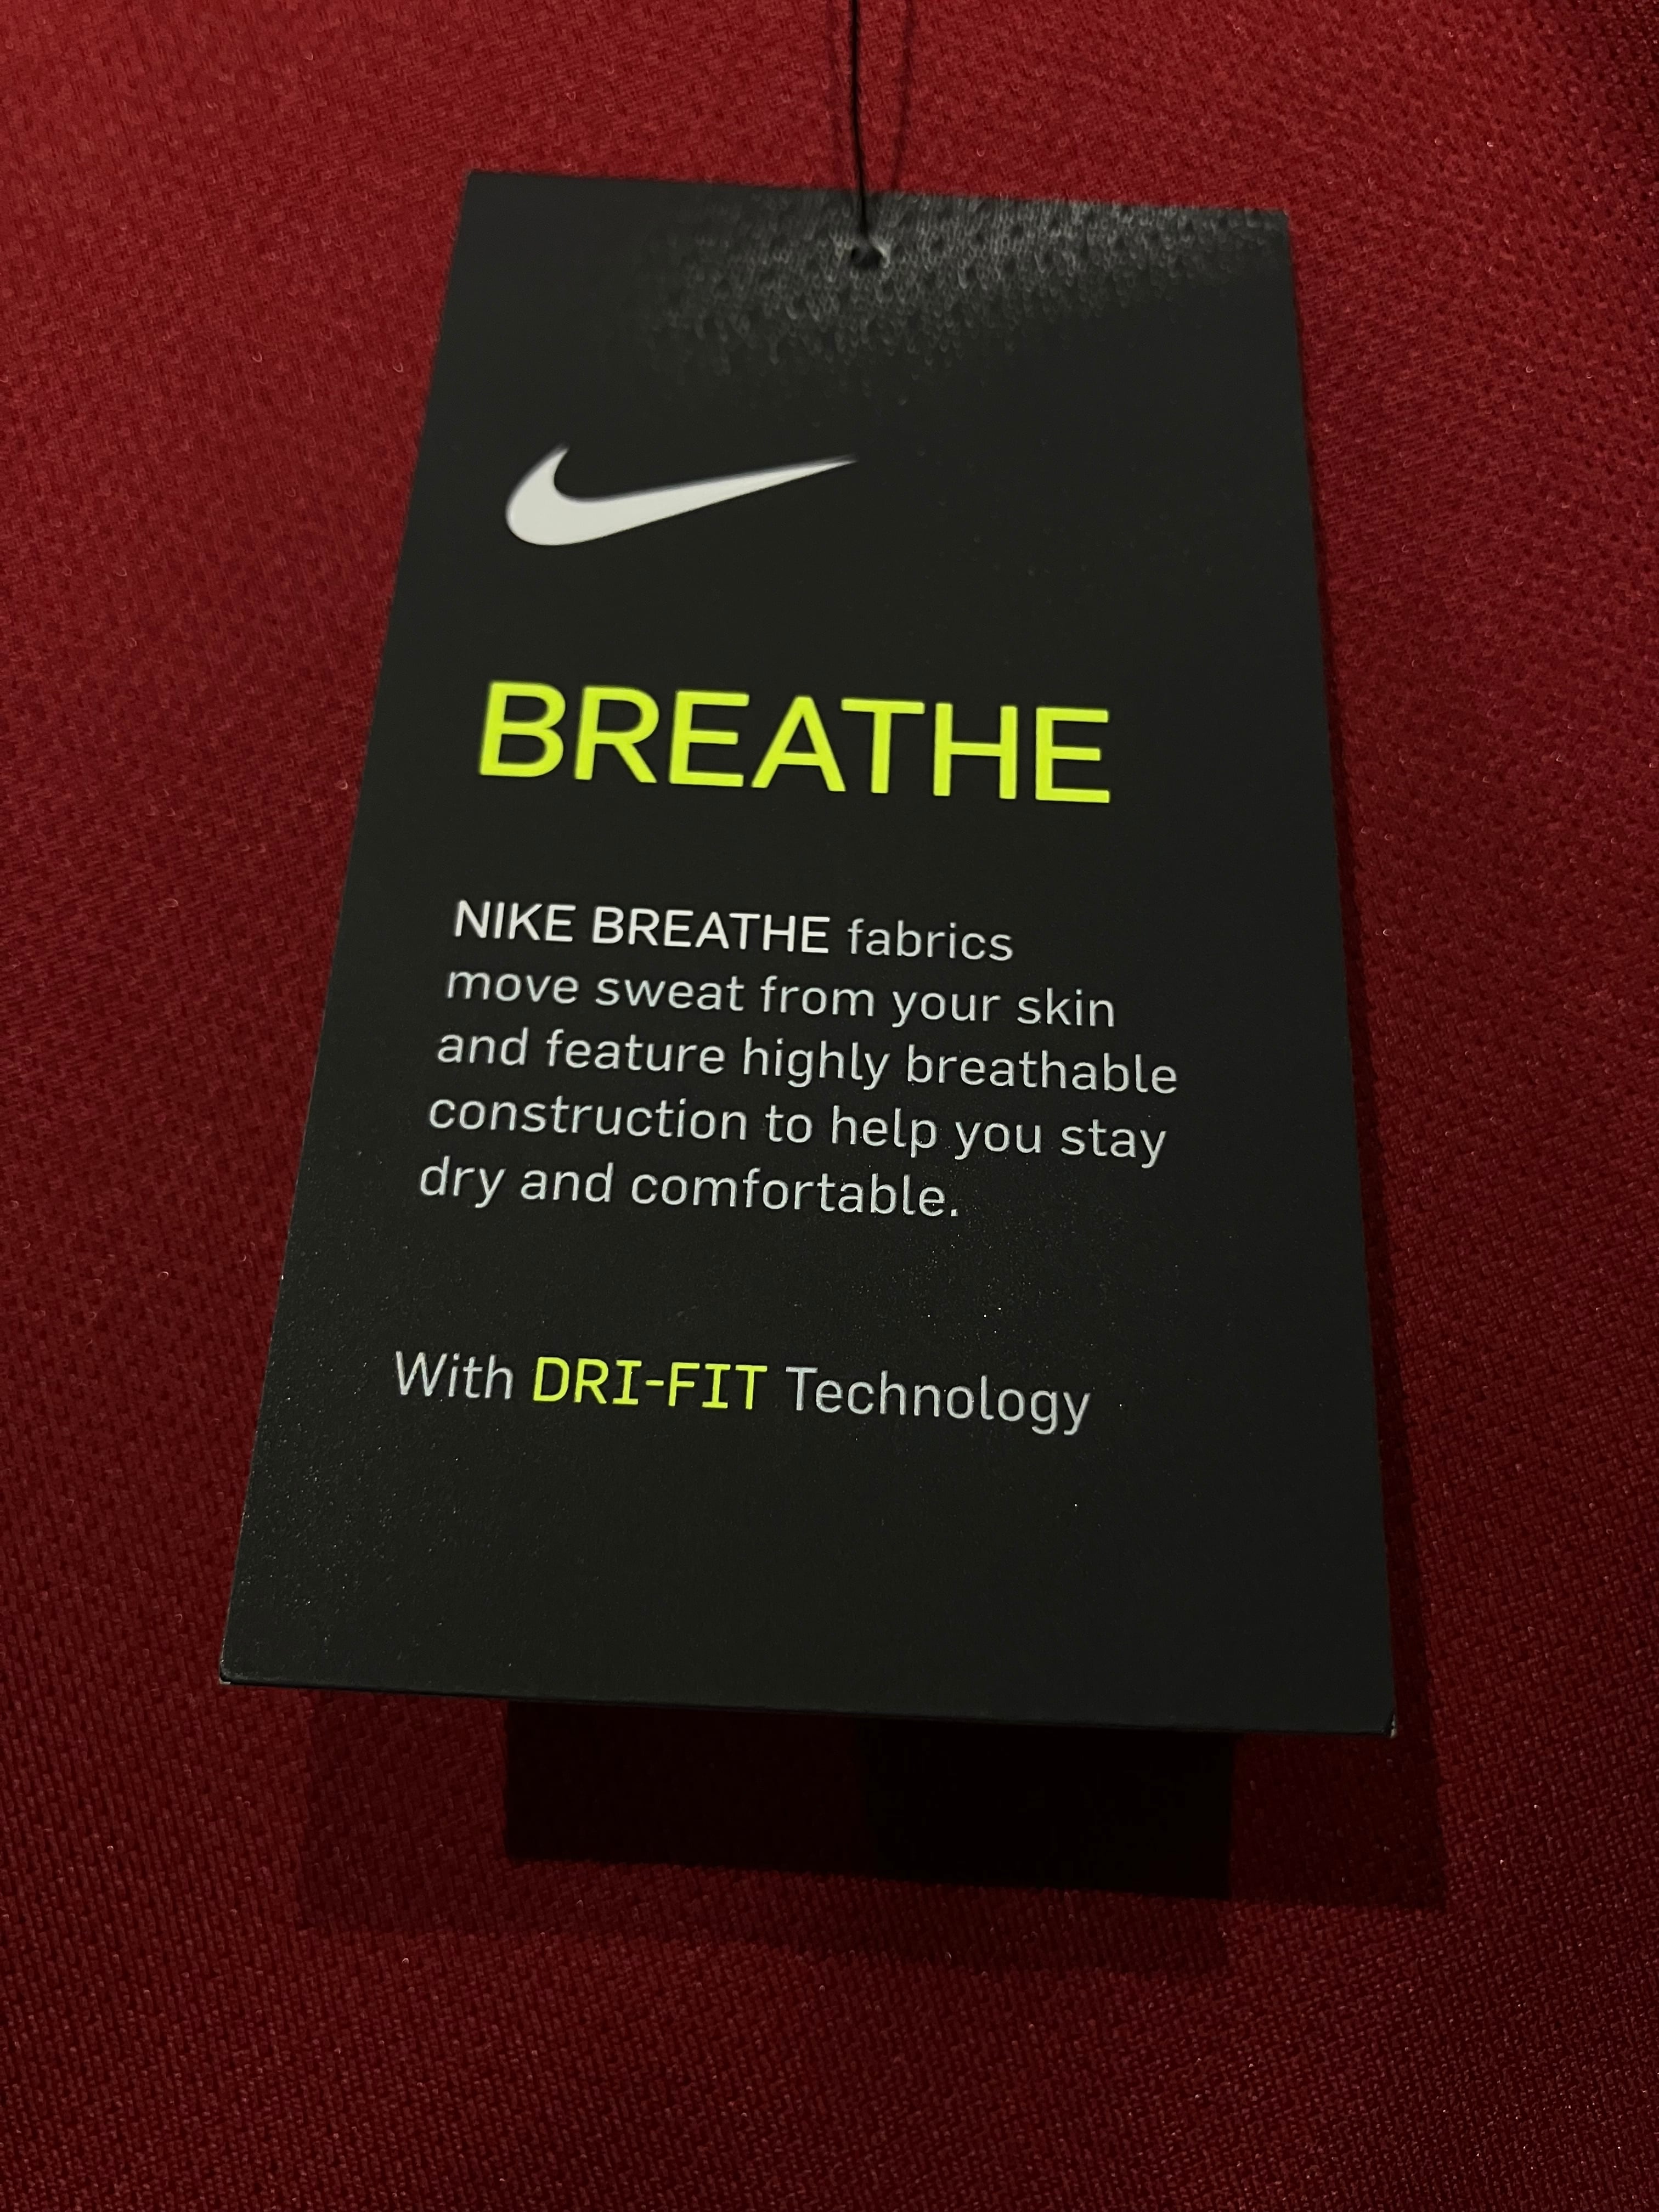 BREATHE
NIKE BREATHE fabrics
move sweat from your skin
and feature highly breathable
construction to help you stay
dry and comfortable.
With DRI-FIT Technology